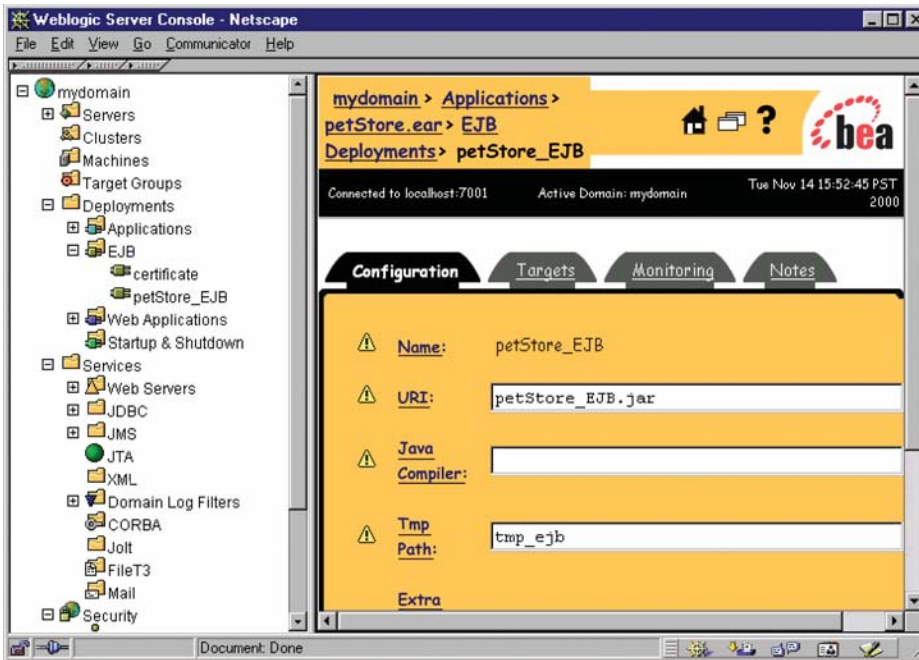 Weblogic Server Console - Netscape
File Edit View Go Communicator Help
mydomain
Servers
Clusters
Machines
Target Groups
Deployments
Applications
EJB
certificate
petStore_EJB
Web Applications
Startup & Shutdown
Services
Web Servers
JDBC
JMS
JTA
XML
Domain Log Filters
CORBA
Jolt
FileT3
Mail
Security
mydomain > Applications >
petStore.ear > EJB
Deployments > petStore_EJB
?
bea
Connected to localhost:7001 Active Domain: mydomain Tue Nov 14 15:52:45 PST
2000
Configuration Targets Monitoring Notes
Name: petStore_EJB
URI: petStore_EJB.jar
Java
Compiler:
Tmp
Path: tmp_ejb
Extra
Document: Done